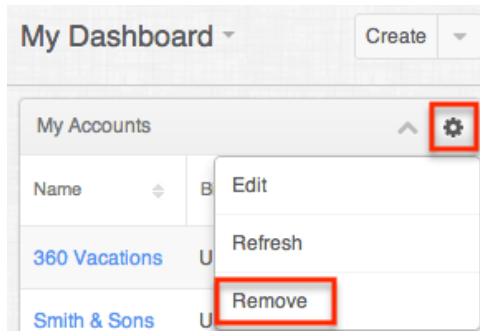 My Dashboard Create
My Accounts
Name B Edit
360 Vacations U Refresh
Smith & Sons U Remove